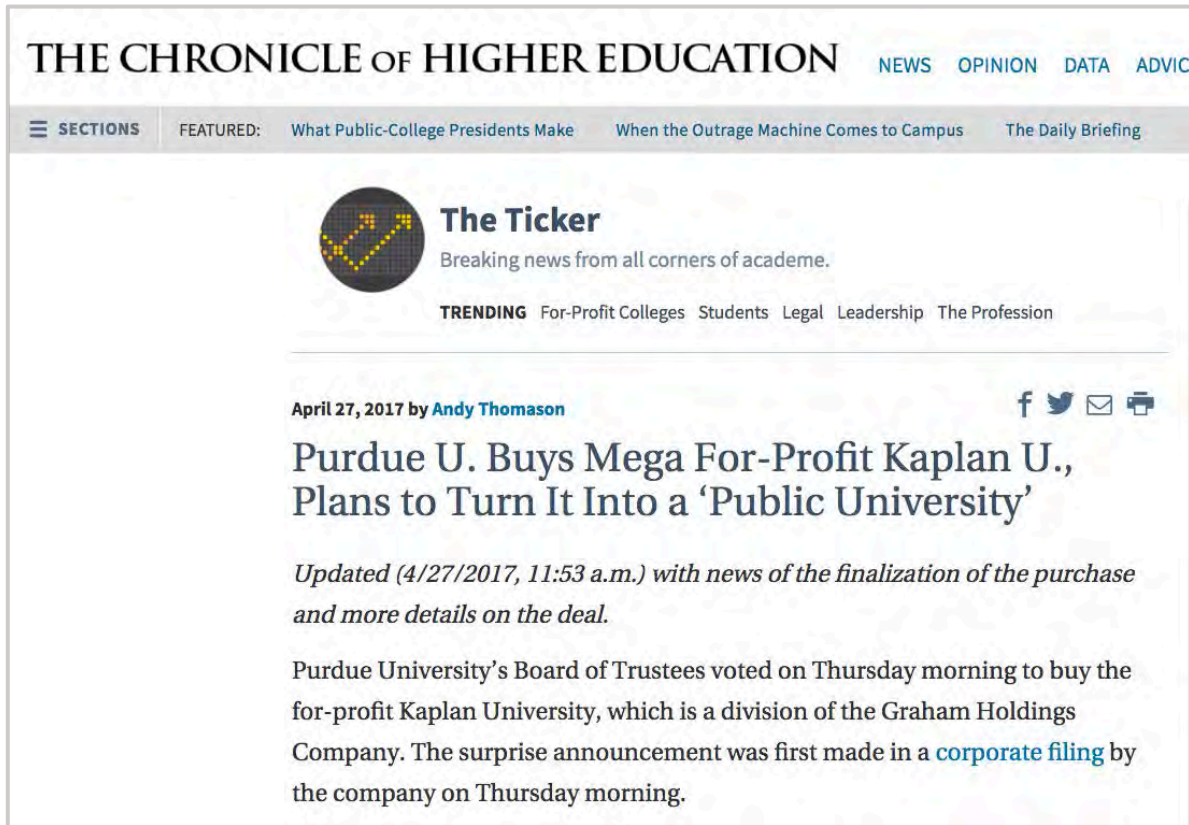 THE CHRONICLE OF HIGHER EDUCATION NEWS OPINION DATA ADVIC
SECTIONS FEATURED: What Public-College Presidents Make When the Outrage Machine Comes to Campus The Daily Briefing
The Ticker
Breaking news from all corners of academe.
TRENDING For-Profit Colleges Students Legal Leadership The Profession
April 27, 2017 by Andy Thomason
Purdue U. Buys Mega For-Profit Kaplan U.,
Plans to Turn It Into a ‘Public University’
Updated (4/27/2017, 11:53 a.m.) with news of the finalization of the purchase
and more details on the deal.
Purdue University’s Board of Trustees voted on Thursday morning to buy the
for-profit Kaplan University, which is a division of the Graham Holdings
Company. The surprise announcement was first made in a corporate filing by
the company on Thursday morning.